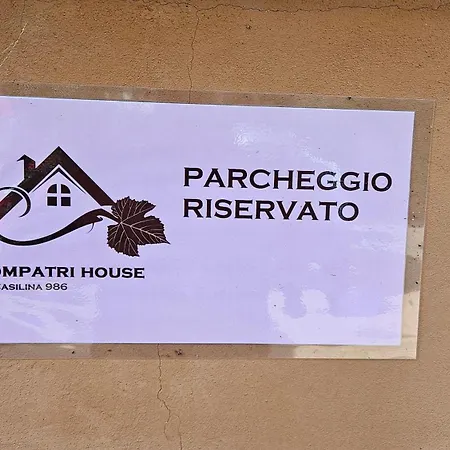 PARCHEGGIO
RISERVATO
OMPATRI HOUSE
ASILINA 986